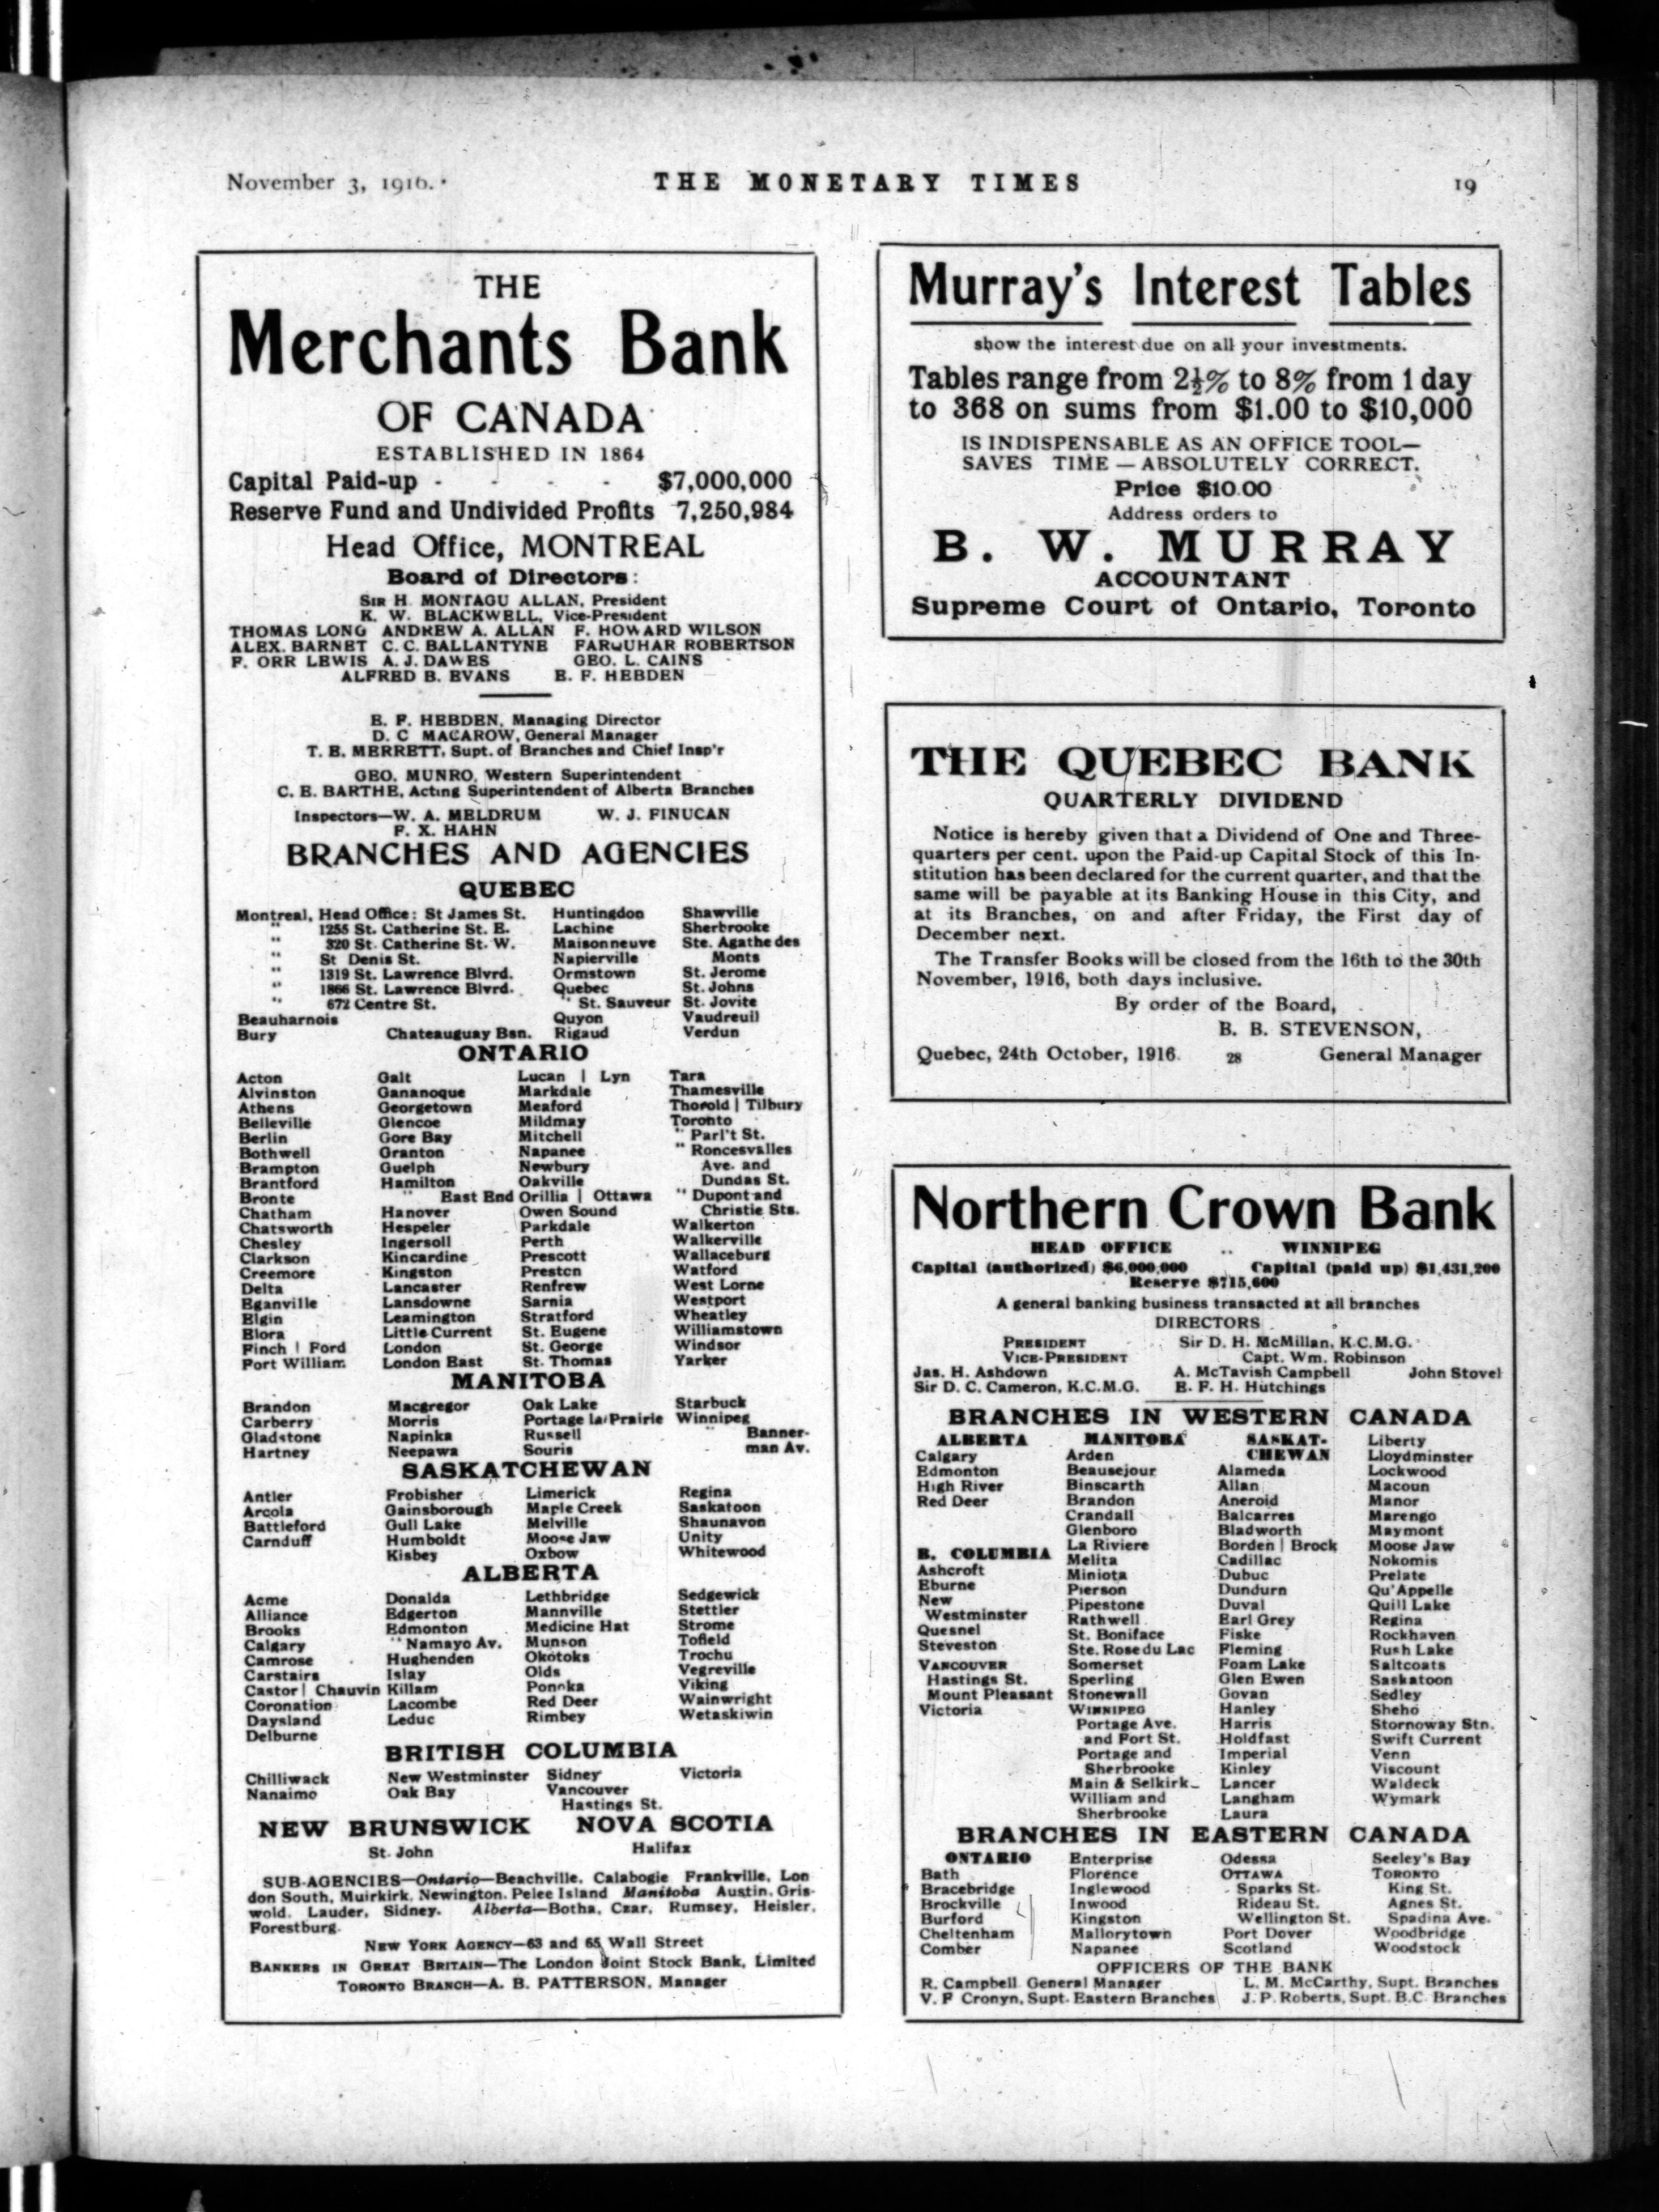 November 3, 1916.
THE MONETARY TIMES
19
THE
Merchants Bank
OF CANADA
ESTABLISHED IN 1864
Capital Paid-up - - - - $7,000,000
Reserve Fund and Undivided Profits 7,250,984
Head Office, MONTREAL
Board of Directors:
SIR H. MONTAGU ALLAN, President
K. W. BLACKWELL, Vice-President
THOMAS LONG ANDREW A. ALLAN F. HOWARD WILSON
ALEX. BARNET C. C. BALLANTYNE FARQUHAR ROBERTSON
F. ORR LEWIS A. J. DAWES GEO. L. CAINS
ALFRED B. EVANS E. F. HEBDEN
E. F. HEBDEN, Managing Director
D. C MACAROW, General Manager
T. E. MERRETT, Supt. of Branches and Chief Insp'r
GEO. MUNRO, Western Superintendent
C. E. BARTHE, Acting Superintendent of Alberta Branches
Inspectors—W. A. MELDRUM W. J. FINUCAN
F. X. HAHN
BRANCHES AND AGENCIES
QUEBEC
Montreal, Head Office: St James St. Huntingdon Shawville
" 1255 St. Catherine St. E. Lachine Sherbrooke
" 320 St. Catherine St. W. Maisonneuve Ste. Agathe des
" St Denis St. Napierville Monts
" 1319 St. Lawrence Blvrd. Ormstown St. Jerome
" 1866 St. Lawrence Blvrd. Quebec St. Johns
" 672 Centre St. " St. Sauveur St. Jovite
Beauharnois Quyon Vaudreuil
Bury Chateauguay Bsn. Rigaud Verdun
ONTARIO
Acton Galt Lucan | Lyn Tara
Alvinston Gananoque Markdale Thamesville
Athens Georgetown Meaford Thorold | Tilbury
Belleville Glencoe Mildmay Toronto
Berlin Gore Bay Mitchell " Parl't St.
Bothwell Granton Napanee " Roncesvalles
Brampton Guelph Newbury Ave. and
Brantford Hamilton Oakville Dundas St.
Bronte " East End Orillia | Ottawa " Dupont and
Chatham Hanover Owen Sound Christie Sts.
Chatsworth Hespeler Parkdale Walkerton
Chesley Ingersoll Perth Walkerville
Clarkson Kincardine Prescott Wallaceburg
Creemore Kingston Preston Watford
Delta Lancaster Renfrew West Lorne
Eganville Lansdowne Sarnia Westport
Elgin Leamington Stratford Wheatley
Elora Little Current St. Eugene Williamstown
Finch | Ford London St. George Windsor
Fort William London East St. Thomas Yarker
MANITOBA
Brandon Macgregor Oak Lake Starbuck
Carberry Morris Portage la Prairie Winnipeg
Gladstone Napinka Russell " Banner-
Hartney Neepawa Souris man Av.
SASKATCHEWAN
Antler Frobisher Limerick Regina
Arcola Gainsborough Maple Creek Saskatoon
Battleford Gull Lake Melville Shaunavon
Carnduff Humboldt Moose Jaw Unity
Kisbey Oxbow Whitewood
ALBERTA
Acme Donalda Lethbridge Sedgewick
Alliance Edgerton Mannville Stettler
Brooks Edmonton Medicine Hat Strome
Calgary " Namayo Av. Munson Tofield
Camrose Hughenden Okotoks Trochu
Carstairs Islay Olds Vegreville
Castor | Chauvin Killam Ponoka Viking
Coronation Lacombe Red Deer Wainwright
Daysland Leduc Rimbey Wetaskiwin
Delburne
BRITISH COLUMBIA
Chilliwack New Westminster Sidney Victoria
Nanaimo Oak Bay Vancouver
Hastings St.
NEW BRUNSWICK NOVA SCOTIA
St. John Halifax
SUB-AGENCIES—Ontario—Beachville, Calabogie Frankville, Lon
don South, Muirkirk, Newington, Pelee Island Manitoba Austin, Gris-
wold, Lauder, Sidney. Alberta—Botha, Czar, Rumsey, Heisler,
Forestburg.
NEW YORK AGENCY—63 and 65 Wall Street
BANKERS IN GREAT BRITAIN—The London Joint Stock Bank, Limited
TORONTO BRANCH—A. B. PATTERSON, Manager
Murray's Interest Tables
show the interest due on all your investments.
Tables range from 2½% to 8% from 1 day
to 368 on sums from $1.00 to $10,000
IS INDISPENSABLE AS AN OFFICE TOOL—
SAVES TIME — ABSOLUTELY CORRECT.
Price $10.00
Address orders to
B. W. MURRAY
ACCOUNTANT
Supreme Court of Ontario, Toronto
THE QUEBEC BANK
QUARTERLY DIVIDEND
Notice is hereby given that a Dividend of One and Three-
quarters per cent. upon the Paid-up Capital Stock of this In-
stitution has been declared for the current quarter, and that the
same will be payable at its Banking House in this City, and
at its Branches, on and after Friday, the First day of
December next.
The Transfer Books will be closed from the 16th to the 30th
November, 1916, both days inclusive.
By order of the Board,
B. B. STEVENSON,
Quebec, 24th October, 1916. 28 General Manager
Northern Crown Bank
HEAD OFFICE .. WINNIPEG
Capital (authorized) $6,000,000 Capital (paid up) $1,431,200
Reserve $715,600
A general banking business transacted at all branches
DIRECTORS
PRESIDENT Sir D. H. McMillan, K.C.M.G.
VICE-PRESIDENT Capt. Wm. Robinson
Jas. H. Ashdown A. McTavish Campbell John Stovel
Sir D. C. Cameron, K.C.M.G. E. F. H. Hutchings
BRANCHES IN WESTERN CANADA
ALBERTA MANITOBA SASKAT- Liberty
Calgary Arden CHEWAN Lloydminster
Edmonton Beausejour Alameda Lockwood
High River Binscarth Allan Macoun
Red Deer Brandon Aneroid Manor
Crandall Balcarres Marengo
Glenboro Bladworth Maymont
B. COLUMBIA La Riviere Borden | Brock Moose Jaw
Ashcroft Melita Cadillac Nokomis
Eburne Miniota Dubuc Prelate
New Pierson Dundurn Qu'Appelle
Westminster Pipestone Duval Quill Lake
Quesnel Rathwell Earl Grey Regina
Steveston St. Boniface Fiske Rockhaven
Ste. Rose du Lac Fleming Rush Lake
VANCOUVER Somerset Foam Lake Saltcoats
Hastings St. Sperling Glen Ewen Saskatoon
Mount Pleasant Stonewall Govan Sedley
Victoria WINNIPEG Hanley Sheho
Portage Ave. Harris Stornoway Stn.
and Fort St. Holdfast Swift Current
Portage and Imperial Venn
Sherbrooke Kinley Viscount
Main & Selkirk Lancer Waldeck
William and Langham Wymark
Sherbrooke Laura
BRANCHES IN EASTERN CANADA
ONTARIO Enterprise Odessa Seeley's Bay
Bath Florence OTTAWA TORONTO
Bracebridge Inglewood Sparks St. King St.
Brockville Inwood Rideau St. Agnes St.
Burford Kingston Wellington St. Spadina Ave.
Cheltenham Mallorytown Port Dover Woodbridge
Comber Napanee Scotland Woodstock
OFFICERS OF THE BANK
R. Campbell General Manager L. M. McCarthy, Supt. Branches
V. F Cronyn, Supt. Eastern Branches J. P. Roberts, Supt. B.C. Branches